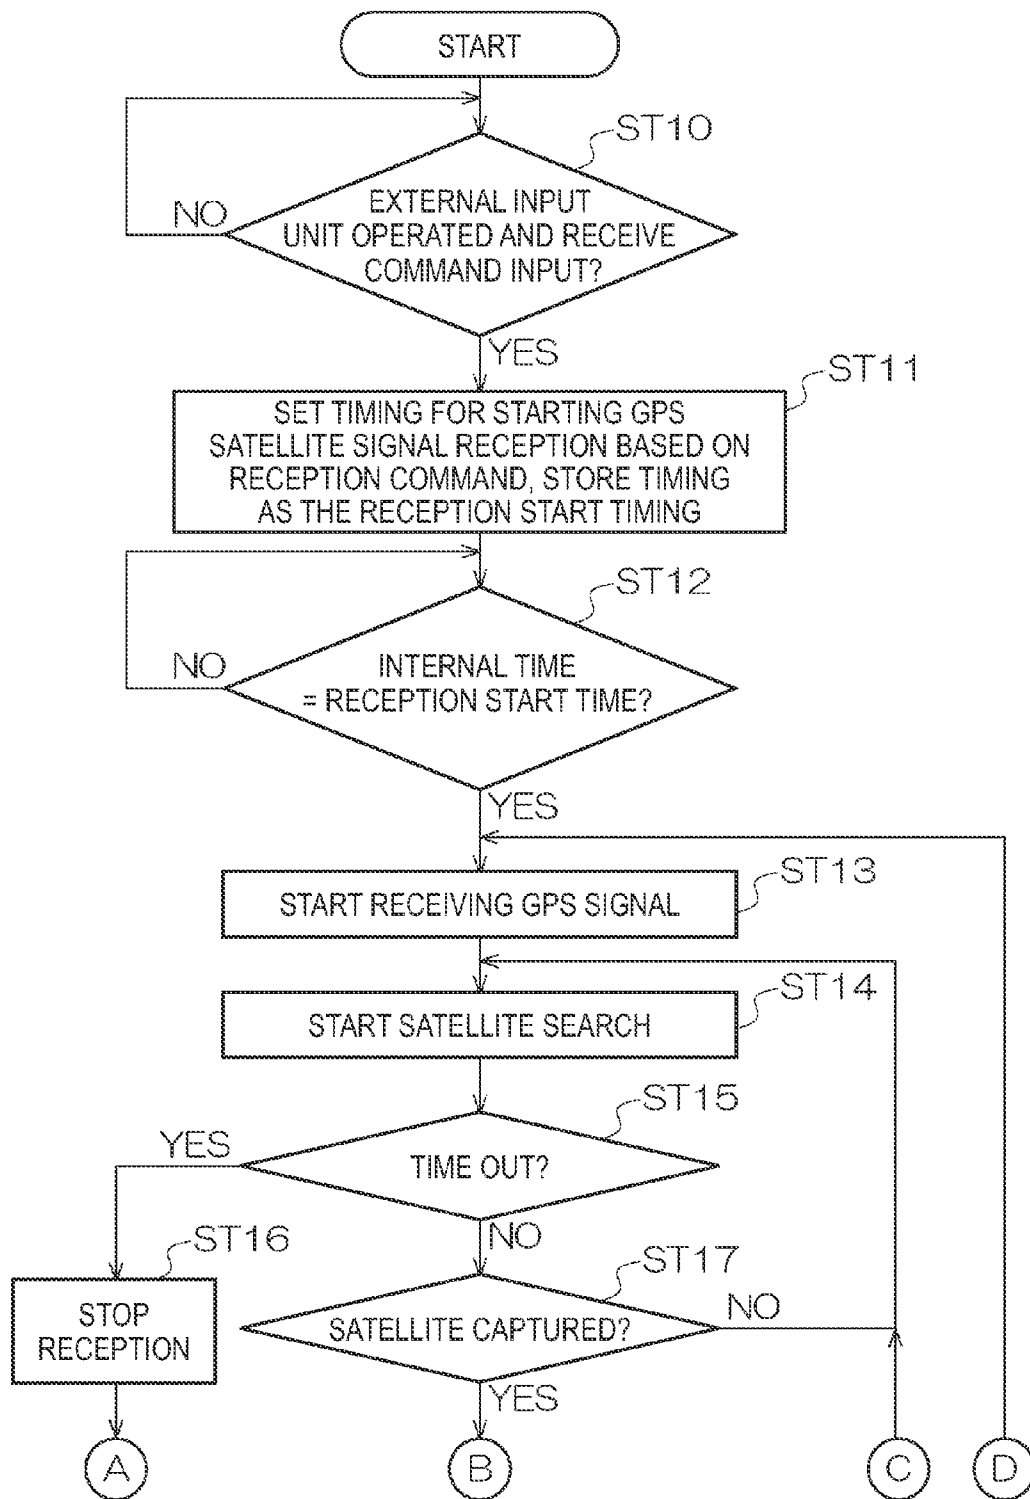 START
ST10
NO
EXTERNAL INPUT
UNIT OPERATED AND RECEIVE
COMMAND INPUT?
YES
ST11
SET TIMING FOR STARTING GPS
SATELLITE SIGNAL RECEPTION BASED ON
RECEPTION COMMAND, STORE TIMING
AS THE RECEPTION START TIMING
ST12
NO
INTERNAL TIME
= RECEPTION START TIME?
YES
ST13
START RECEIVING GPS SIGNAL
ST14
START SATELLITE SEARCH
ST15
YES
TIME OUT?
NO
ST16
STOP
RECEPTION
ST17
SATELLITE CAPTURED?
NO
YES
A
B
C
D